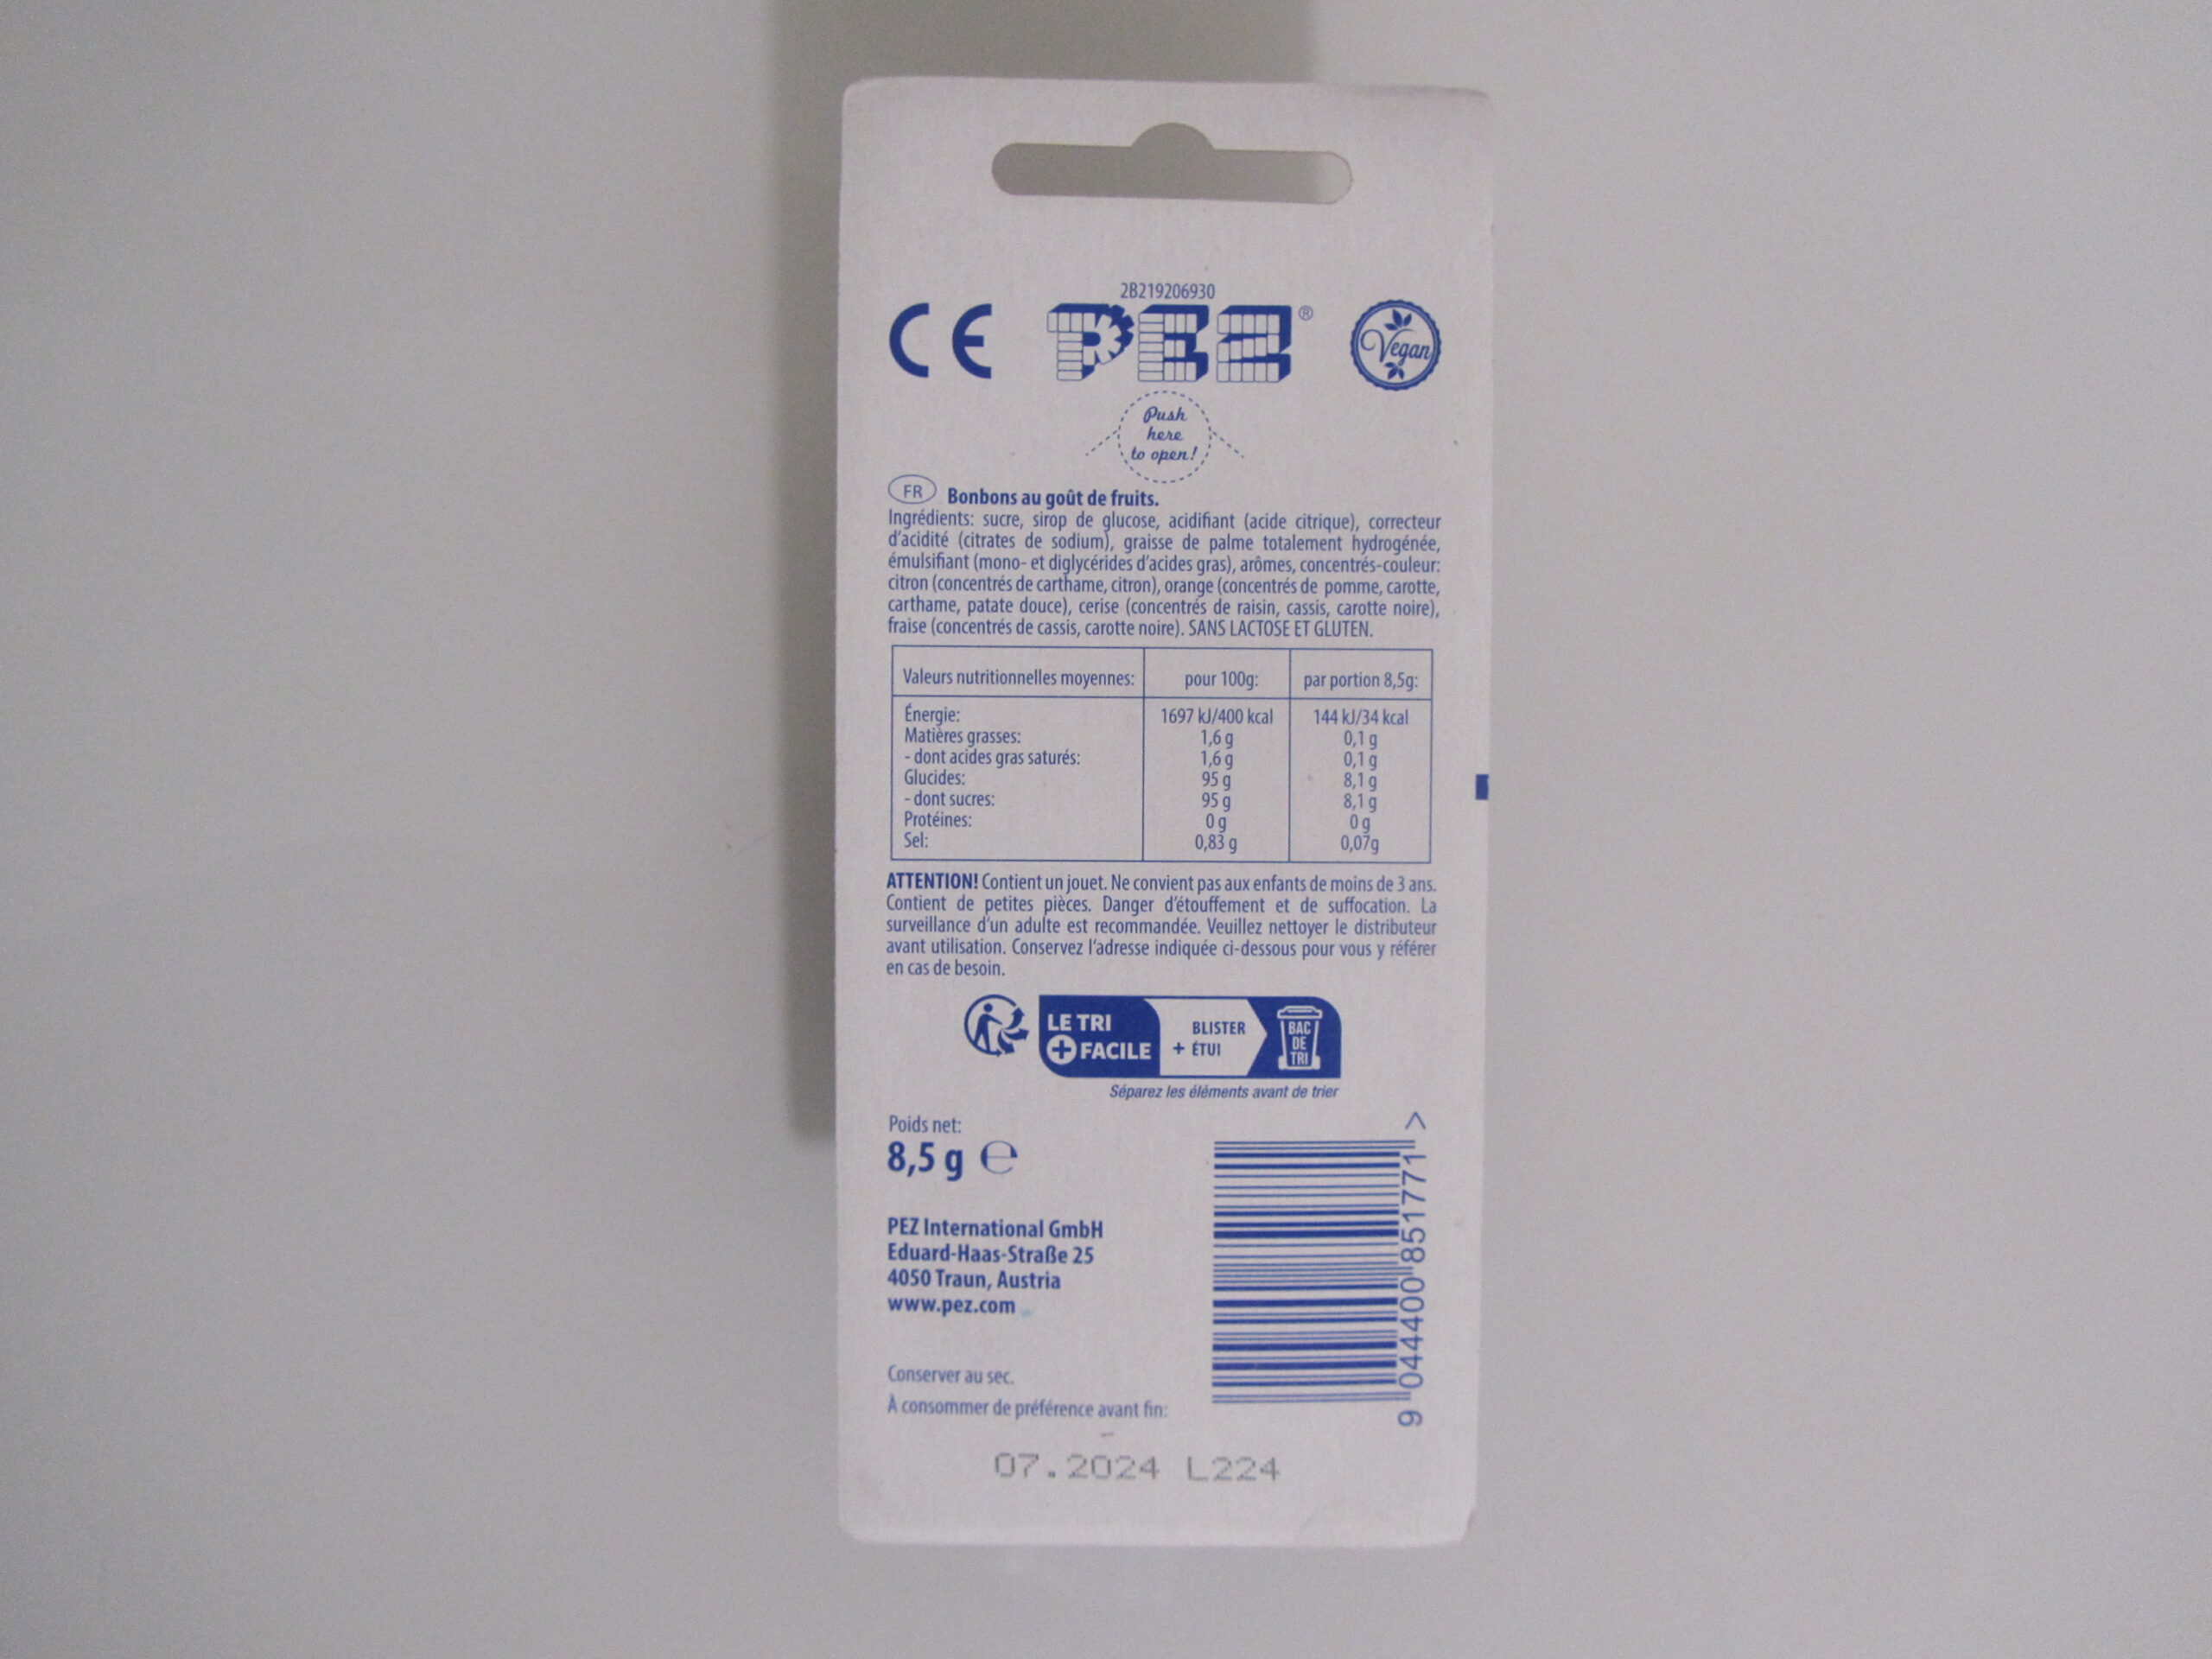 2B219206930
CE PEZ® Vegan
Push
here
to open!
FR Bonbons au goût de fruits.
Ingrédients: sucre, sirop de glucose, acidifiant (acide citrique), correcteur
d'acidité (citrates de sodium), graisse de palme totalement hydrogénée,
émulsifiant (mono- et diglycérides d'acides gras), arômes, concentrés-couleur:
citron (concentrés de carthame, citron), orange (concentrés de pomme, carotte,
carthame, patate douce), cerise (concentrés de raisin, cassis, carotte noire),
fraise (concentrés de cassis, carotte noire). SANS LACTOSE ET GLUTEN.
Valeurs nutritionnelles moyennes: pour 100g: par portion 8,5g:
Énergie: 1697 kJ/400 kcal 144 kJ/34 kcal
Matières grasses: 1,6 g 0,1 g
- dont acides gras saturés: 1,6 g 0,1 g
Glucides: 95 g 8,1 g
- dont sucres: 95 g 8,1 g
Protéines: 0 g 0 g
Sel: 0,83 g 0,07g
ATTENTION! Contient un jouet. Ne convient pas aux enfants de moins de 3 ans.
Contient de petites pièces. Danger d'étouffement et de suffocation. La
surveillance d'un adulte est recommandée. Veuillez nettoyer le distributeur
avant utilisation. Conservez l'adresse indiquée ci-dessous pour vous y référer
en cas de besoin.
LE TRI
+ FACILE
BLISTER
+ ÉTUI
BAC
DE
TRI
Séparez les éléments avant de trier
Poids net:
8,5 g ℮
PEZ International GmbH
Eduard-Haas-Straße 25
4050 Traun, Austria
www.pez.com
9 044400 851771 >
Conserver au sec.
À consommer de préférence avant fin:
07.2024 L224